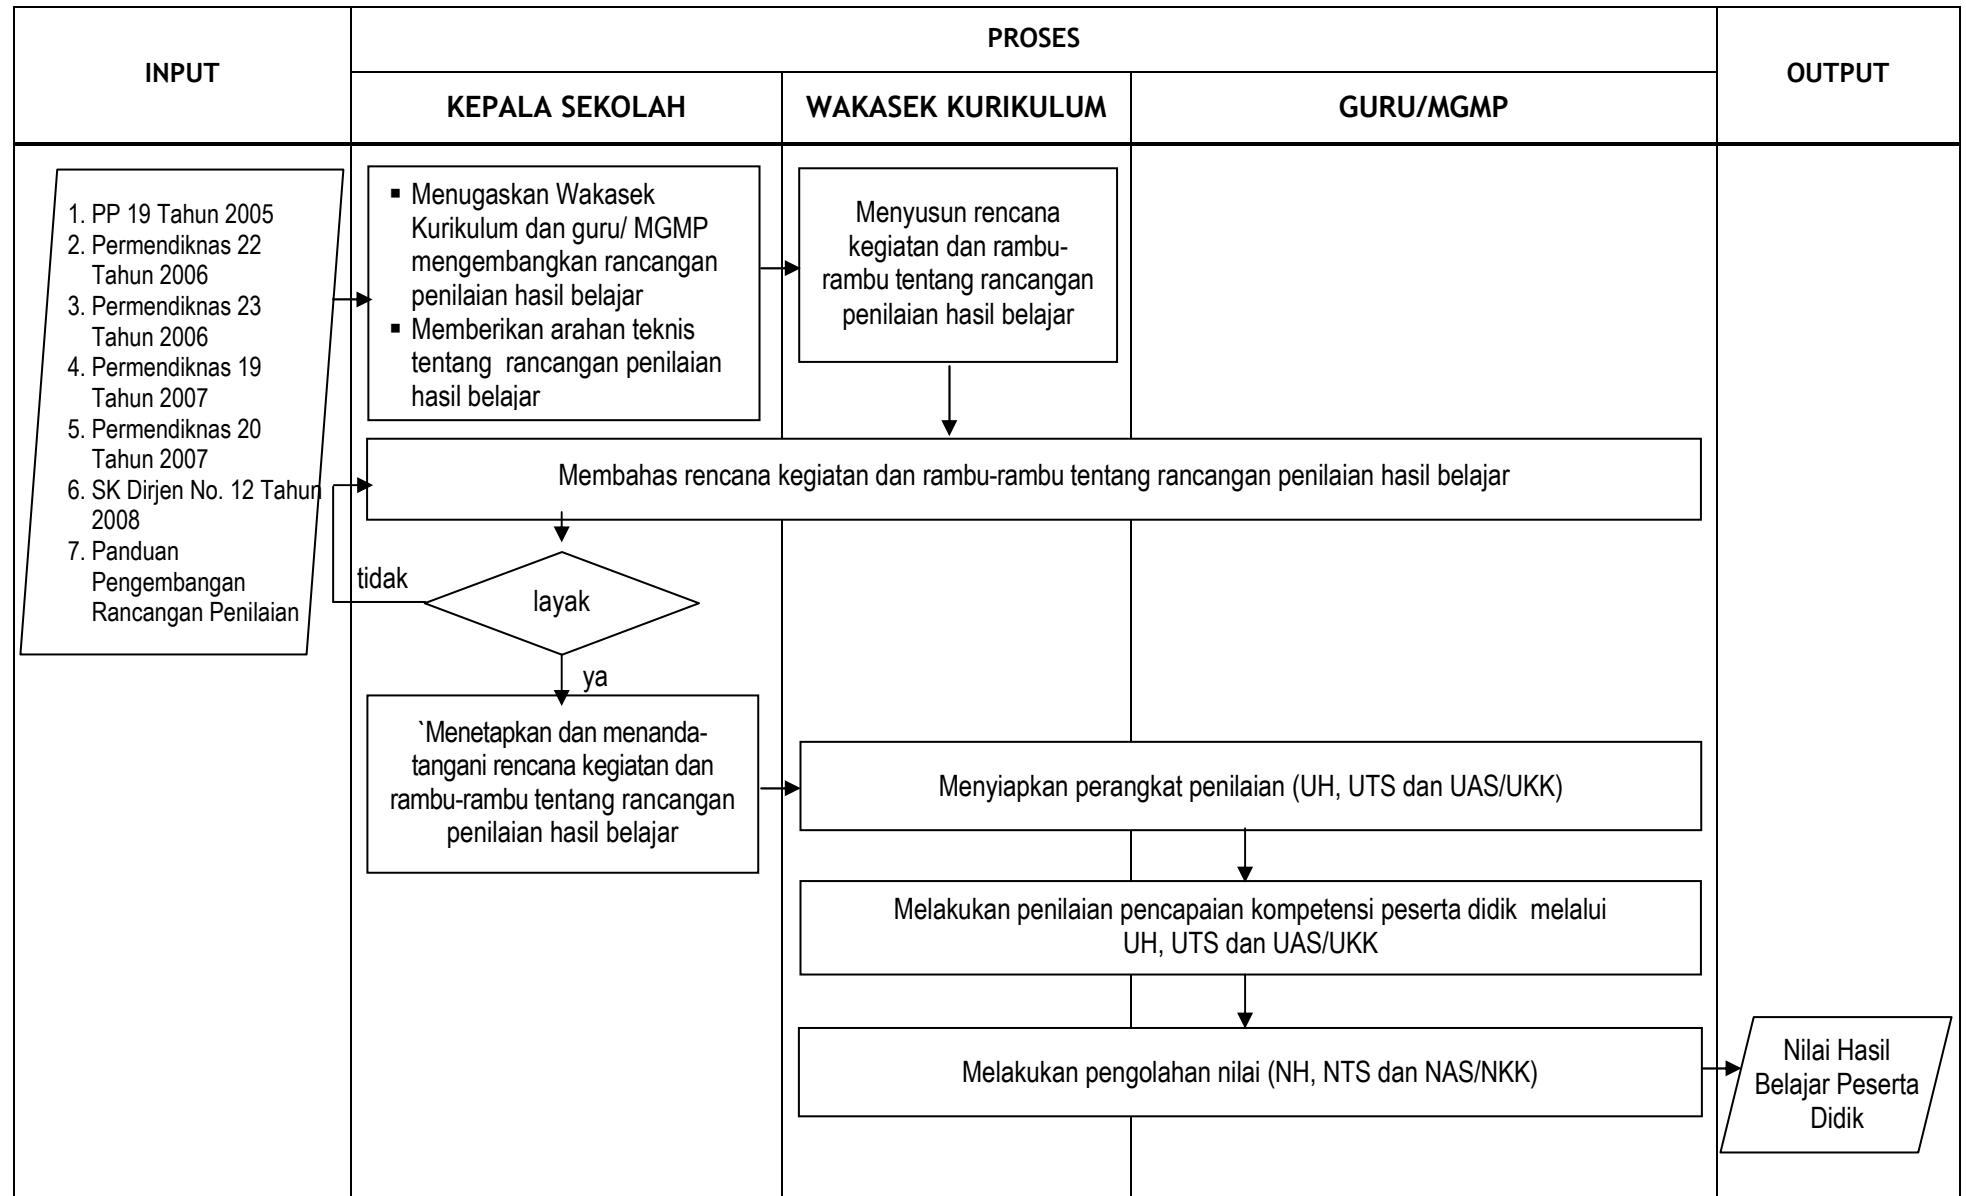 INPUT
PROSES
OUTPUT
KEPALA SEKOLAH
WAKASEK KURIKULUM
GURU/MGMP
1. PP 19 Tahun 2005
2. Permendiknas 22
Tahun 2006
3. Permendiknas 23
Tahun 2006
4. Permendiknas 19
Tahun 2007
5. Permendiknas 20
Tahun 2007
6. SK Dirjen No. 12 Tahun
2008
7. Panduan
Pengembangan
Rancangan Penilaian
▪ Menugaskan Wakasek
Kurikulum dan guru/ MGMP
mengembangkan rancangan
penilaian hasil belajar
▪ Memberikan arahan teknis
tentang rancangan penilaian
hasil belajar
Menyusun rencana
kegiatan dan rambu-
rambu tentang rancangan
penilaian hasil belajar
Membahas rencana kegiatan dan rambu-rambu tentang rancangan penilaian hasil belajar
tidak
layak
ya
`Menetapkan dan menanda-
tangani rencana kegiatan dan
rambu-rambu tentang rancangan
penilaian hasil belajar
Menyiapkan perangkat penilaian (UH, UTS dan UAS/UKK)
Melakukan penilaian pencapaian kompetensi peserta didik melalui
UH, UTS dan UAS/UKK
Melakukan pengolahan nilai (NH, NTS dan NAS/NKK)
Nilai Hasil
Belajar Peserta
Didik